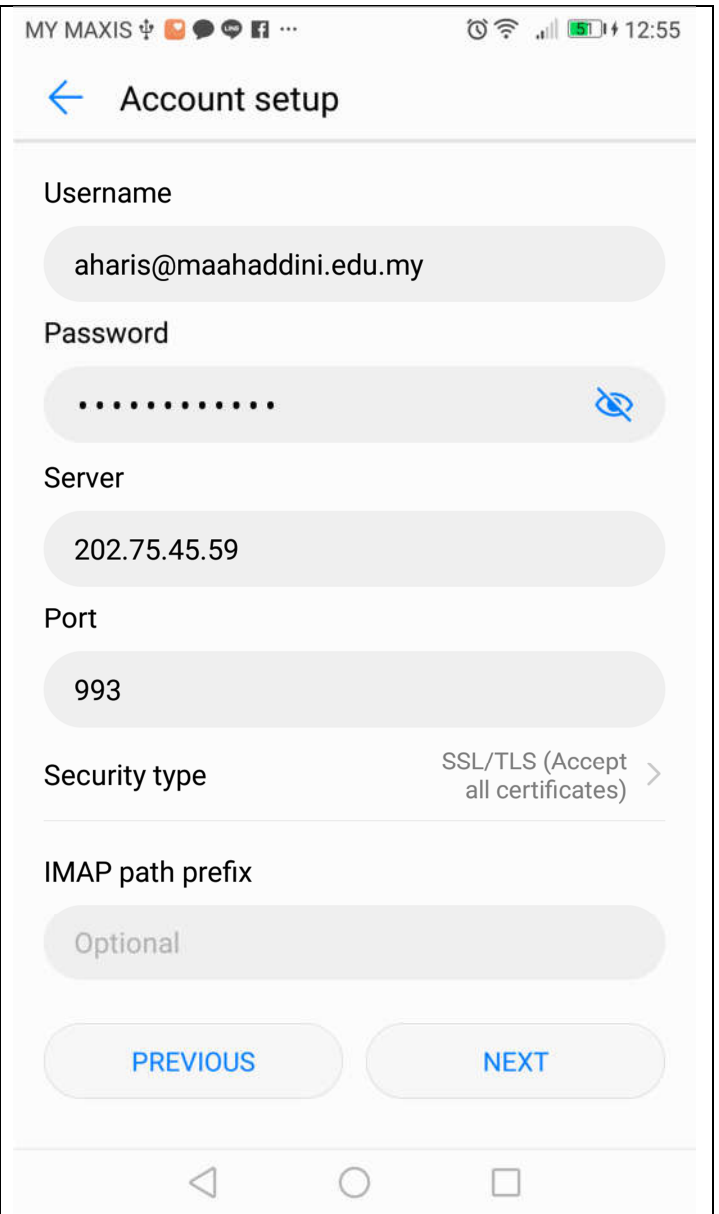 MY MAXIS ... 51 12:55
Account setup
Username
aharis@maahaddini.edu.my
Password
••••••••••••
Server
202.75.45.59
Port
993
Security type
SSL/TLS (Accept
all certificates)
IMAP path prefix
Optional
PREVIOUS NEXT